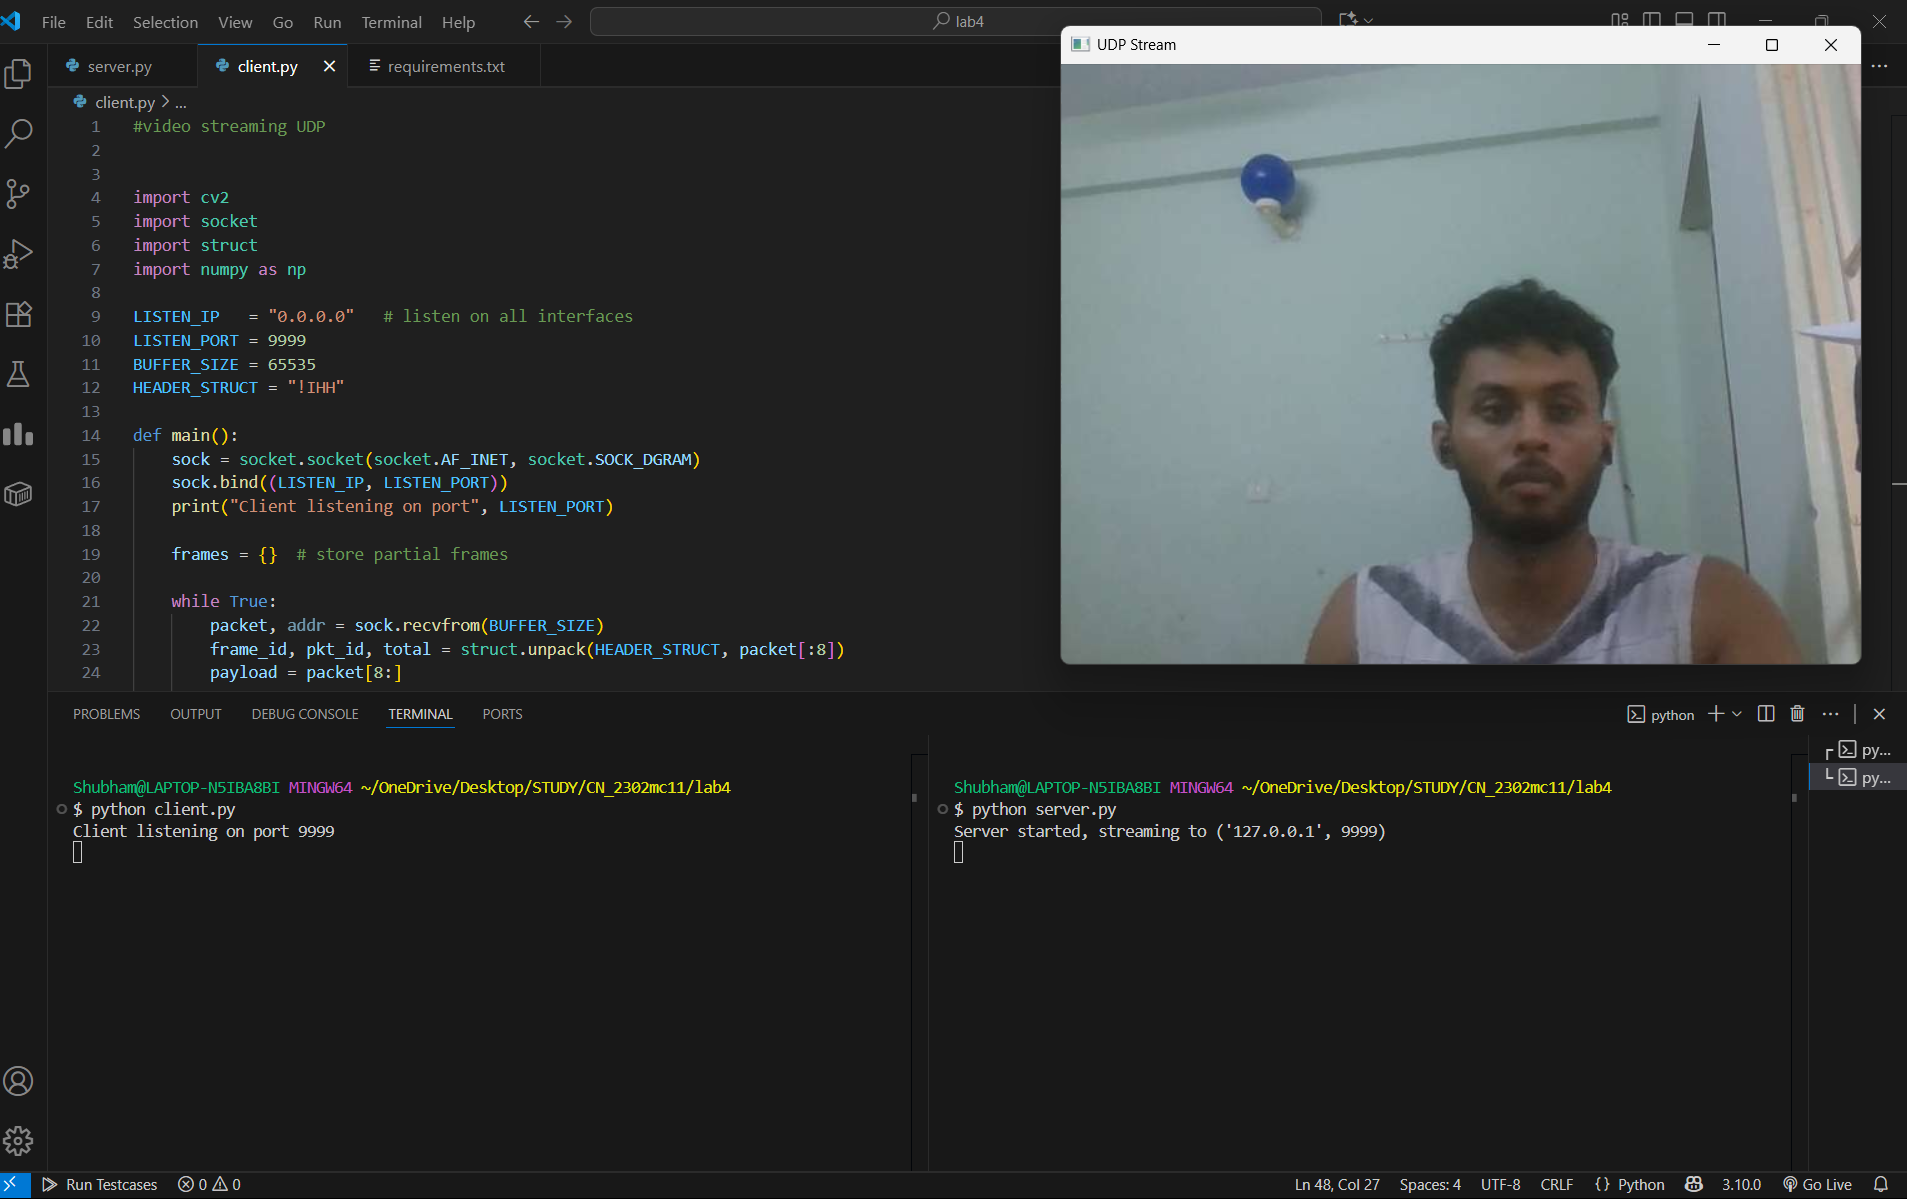 File Edit Selection View Go Run Terminal Help
lab4
UDP Stream
server.py
client.py
requirements.txt
client.py > ...
1 #video streaming UDP
2
3
4 import cv2
5 import socket
6 import struct
7 import numpy as np
8
9 LISTEN_IP   = "0.0.0.0"   # listen on all interfaces
10 LISTEN_PORT = 9999
11 BUFFER_SIZE = 65535
12 HEADER_STRUCT = "!IHH"
13
14 def main():
15     sock = socket.socket(socket.AF_INET, socket.SOCK_DGRAM)
16     sock.bind((LISTEN_IP, LISTEN_PORT))
17     print("Client listening on port", LISTEN_PORT)
18
19     frames = {}  # store partial frames
20
21     while True:
22         packet, addr = sock.recvfrom(BUFFER_SIZE)
23         frame_id, pkt_id, total = struct.unpack(HEADER_STRUCT, packet[:8])
24         payload = packet[8:]
PROBLEMS OUTPUT DEBUG CONSOLE TERMINAL PORTS
python
Shubham@LAPTOP-N5IBA8BI MINGW64 ~/OneDrive/Desktop/STUDY/CN_2302mc11/lab4
$ python client.py
Client listening on port 9999
Shubham@LAPTOP-N5IBA8BI MINGW64 ~/OneDrive/Desktop/STUDY/CN_2302mc11/lab4
$ python server.py
Server started, streaming to ('127.0.0.1', 9999)
py...
py...
Run Testcases 0 0
Ln 48, Col 27 Spaces: 4 UTF-8 CRLF {} Python 3.10.0 Go Live